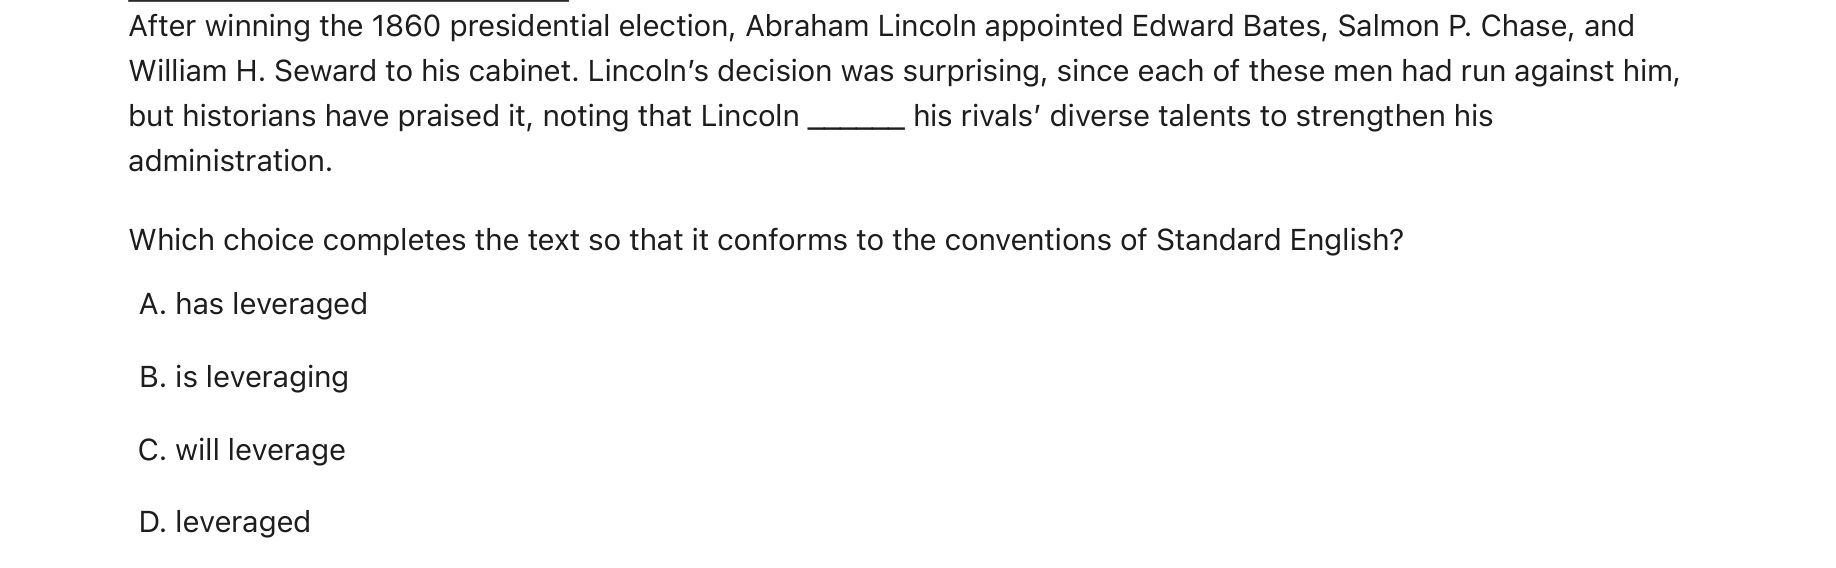 After winning the 1860 presidential election, Abraham Lincoln appointed Edward Bates, Salmon P. Chase, and
William H. Seward to his cabinet. Lincoln’s decision was surprising, since each of these men had run against him,
but historians have praised it, noting that Lincoln ______ his rivals’ diverse talents to strengthen his
administration.
Which choice completes the text so that it conforms to the conventions of Standard English?
A. has leveraged
B. is leveraging
C. will leverage
D. leveraged